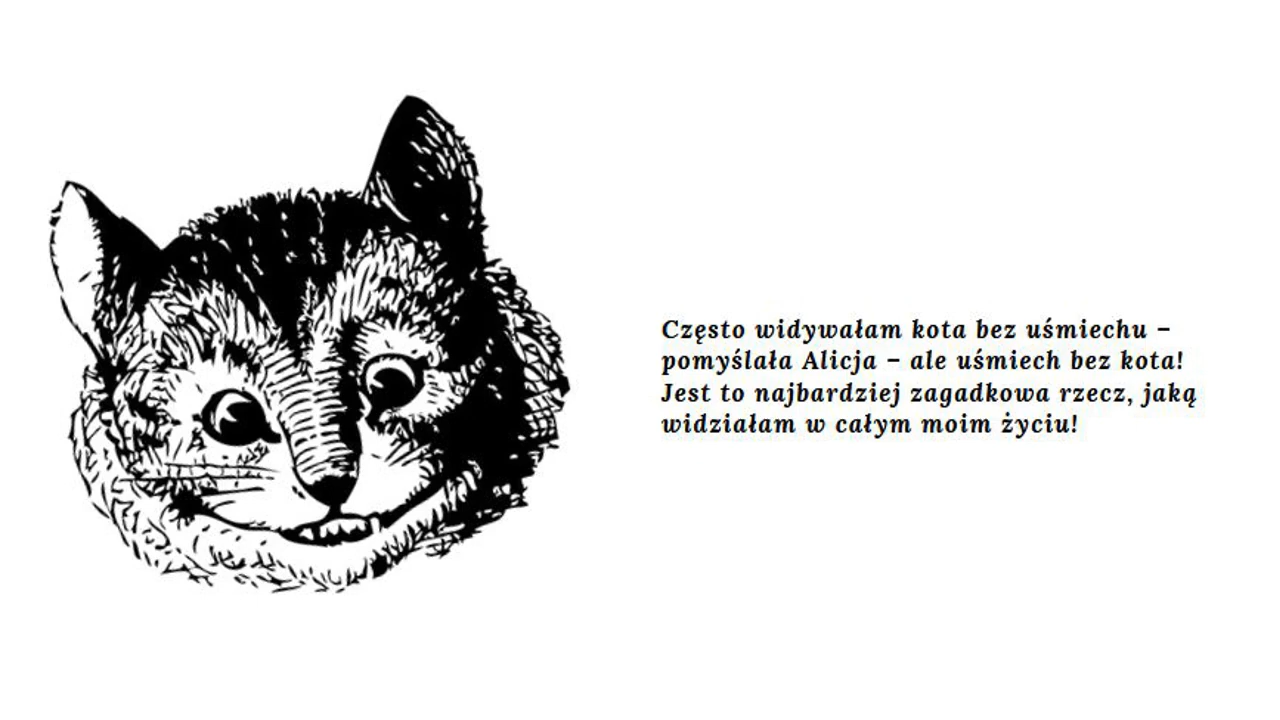 Często widywałam kota bez uśmiechu –
pomyślała Alicja – ale uśmiech bez kota!
Jest to najbardziej zagadkowa rzecz, jaką
widziałam w całym moim życiu!